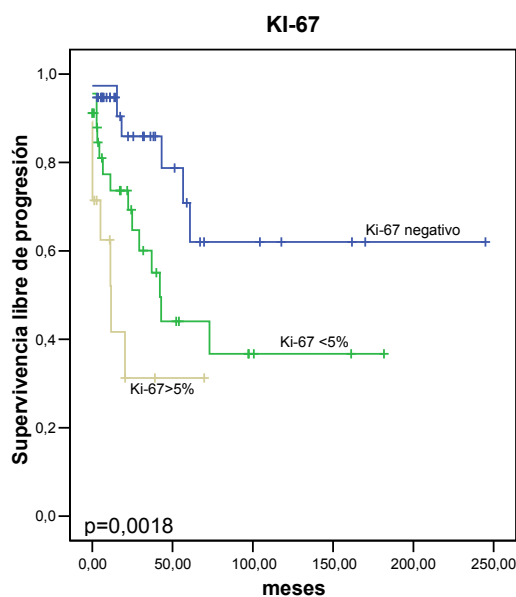 KI-67
Supervivencia libre de progresión
1,0
0,8
0,6
0,4
0,2
0,0
Ki-67 negativo
Ki-67 <5%
Ki-67>5%
p=0,0018
0,00 50,00 100,00 150,00 200,00 250,00
meses